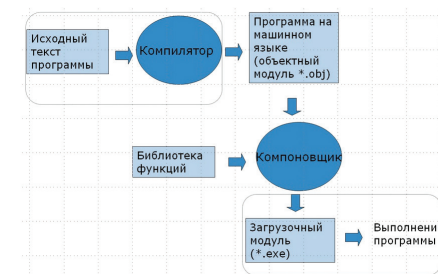 Исходный
текст
программы
Компилятор
Программа на
машинном
языке
(объектный
модуль *.obj)
Библиотека
функций
Компоновщик
Загрузочный
модуль
(*.exe)
Выполнени
программы